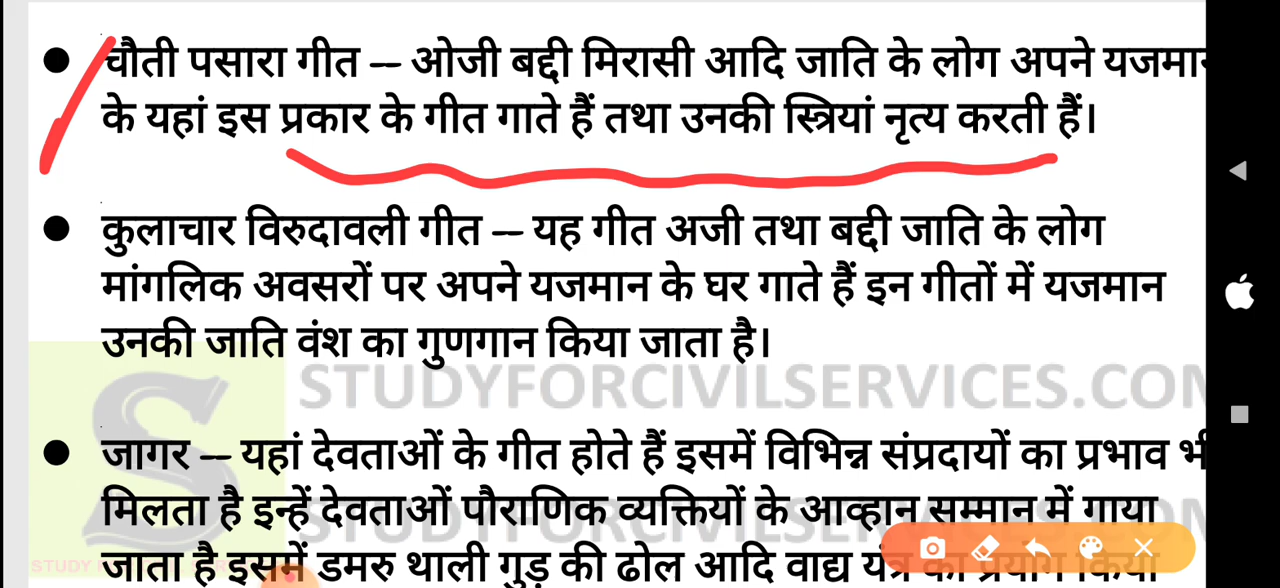 चौती पसारा गीत -- ओजी बद्दी मिरासी आदि जाति के लोग अपने यजमान
के यहां इस प्रकार के गीत गाते हैं तथा उनकी स्त्रियां नृत्य करती हैं।
कुलाचार विरुदावली गीत -- यह गीत अजी तथा बद्दी जाति के लोग
मांगलिक अवसरों पर अपने यजमान के घर गाते हैं इन गीतों में यजमान
उनकी जाति वंश का गुणगान किया जाता है।
STUDYFORCIVILSERVICES.COM
जागर -- यहां देवताओं के गीत होते हैं इसमें विभिन्न संप्रदायों का प्रभाव भी
मिलता है इन्हें देवताओं पौराणिक व्यक्तियों के आव्हान सम्मान में गाया
STUDYFORCIVILSERVICES.COM
जाता है इसमें डमरु थाली गुड़ की ढोल आदि वाद्य यंत्र का प्रयोग किया